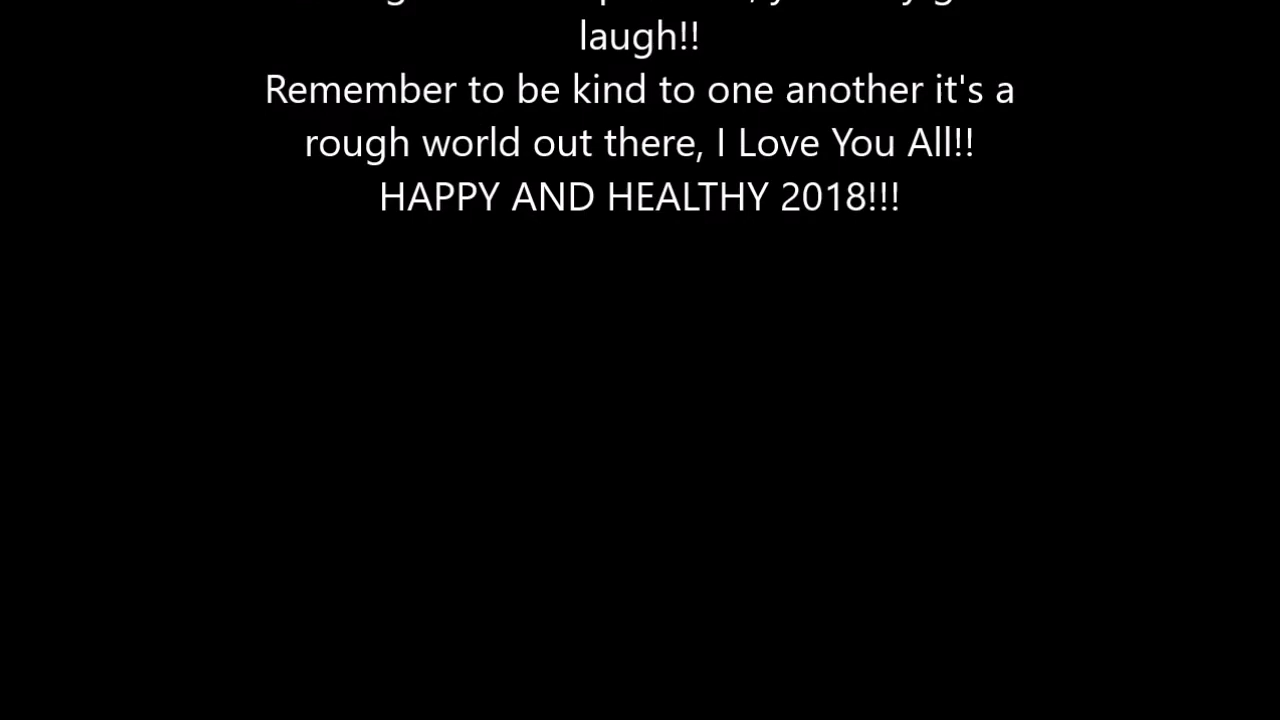 laugh!!
Remember to be kind to one another it's a
rough world out there, I Love You All!!
HAPPY AND HEALTHY 2018!!!